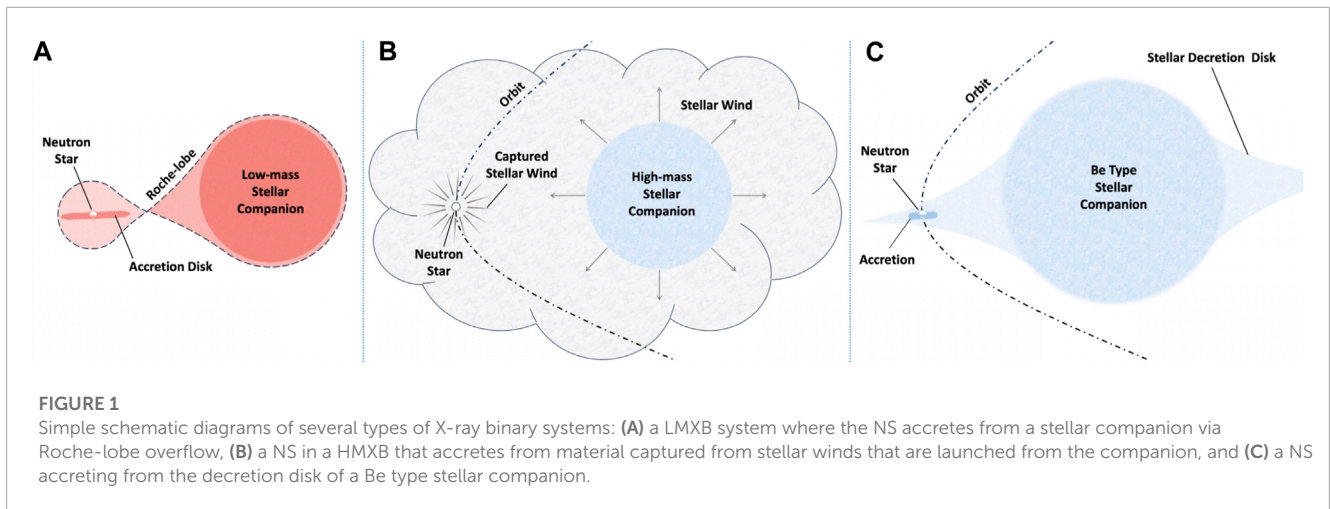 A
Neutron
Star
Roche-lobe
Low-mass
Stellar
Companion
Accretion Disk
B
Orbit
Stellar Wind
Captured
Stellar Wind
High-mass
Stellar
Companion
Neutron
Star
C
Stellar Decretion Disk
Orbit
Neutron
Star
Be Type
Stellar
Companion
Accretion
FIGURE 1
Simple schematic diagrams of several types of X-ray binary systems: (A) a LMXB system where the NS accretes from a stellar companion via
Roche-lobe overflow, (B) a NS in a HMXB that accretes from material captured from stellar winds that are launched from the companion, and (C) a NS
accreting from the decretion disk of a Be type stellar companion.